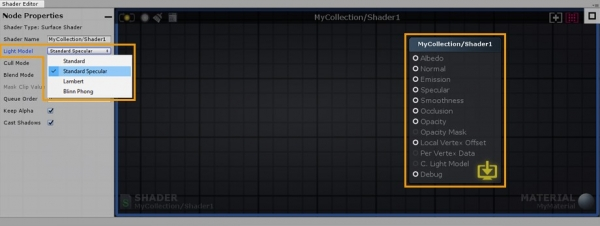 Shader Editor
Node Properties
Shader Type: Surface Shader
Shader Name MyCollection/Shader1
Light Model Standard Specular
Standard
Standard Specular
Lambert
Blinn Phong
Cull Mode
Blend Mode
Mask Clip Value
Queue Order
Keep Alpha
Cast Shadows
MyCollection/Shader1
MyCollection/Shader1
Albedo
Normal
Emission
Specular
Smoothness
Occlusion
Opacity
Opacity Mask
Local Vertex Offset
Per Vertex Data
C. Light Model
Debug
SHADER
MyCollection/Shader1
MATERIAL
MyMaterial